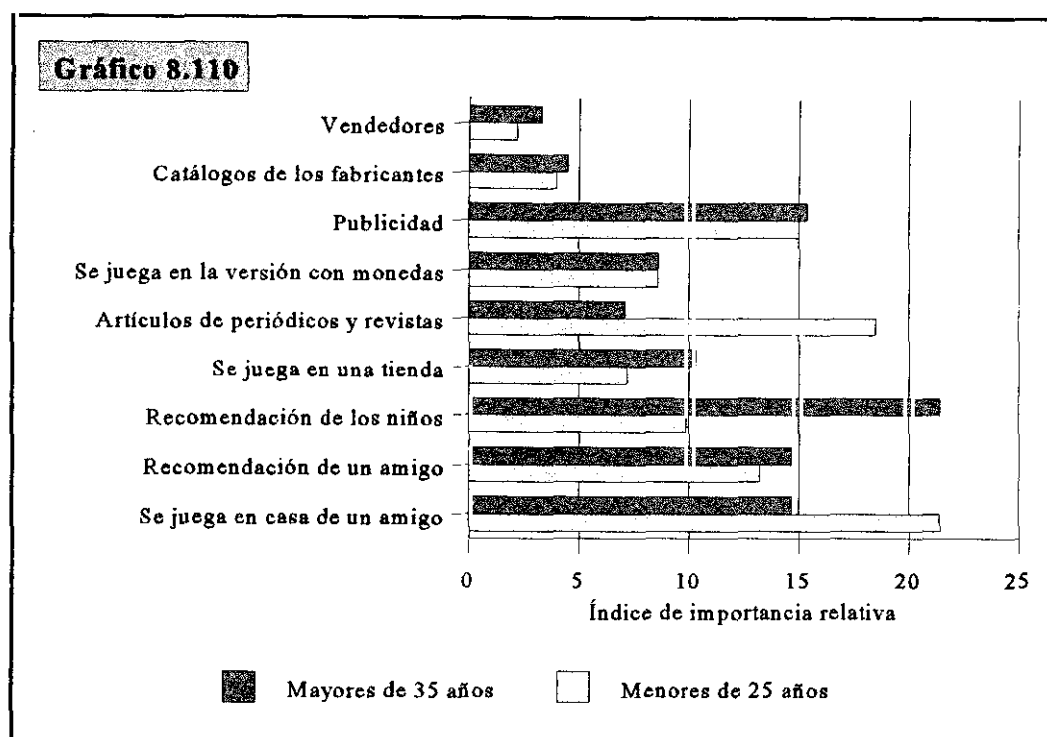 Gráfico 8.110
Vendedores
Catálogos de los fabricantes
Publicidad
Se juega en la versión con monedas
Artículos de periódicos y revistas
Se juega en una tienda
Recomendación de los niños
Recomendación de un amigo
Se juega en casa de un amigo
0 5 10 15 20 25
Índice de importancia relativa
Mayores de 35 años Menores de 25 años